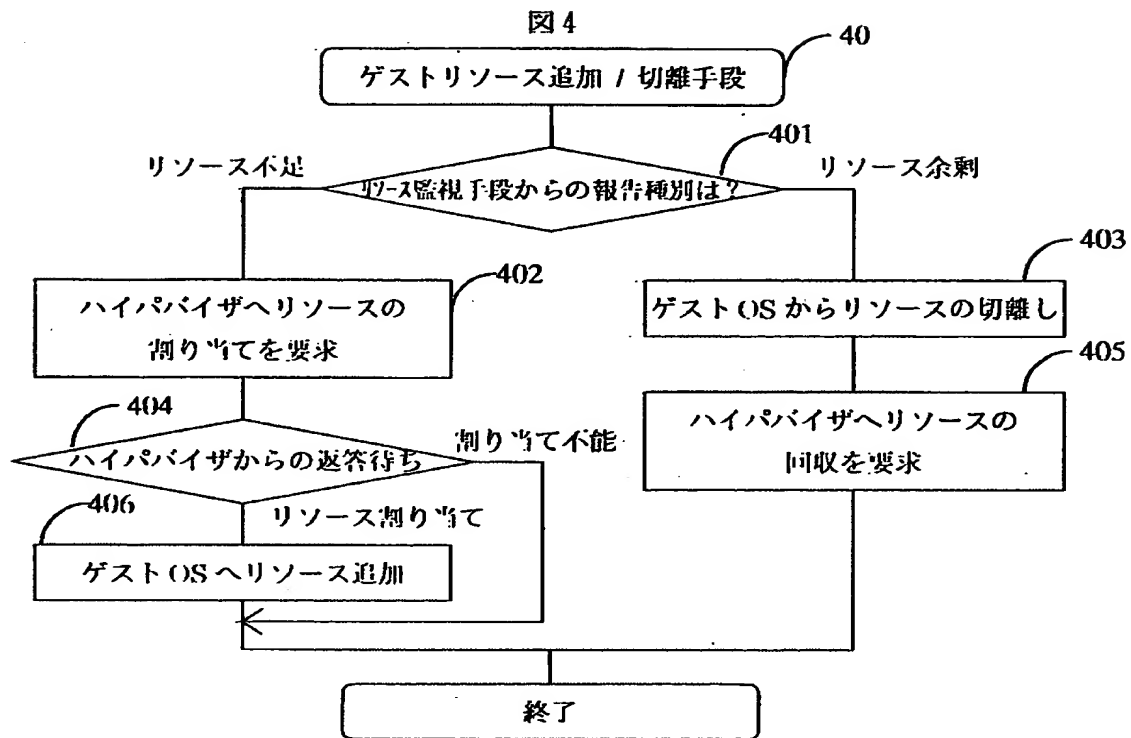 図4
40
ゲストリソース追加 / 切離手段
401
リソース不足
リソース監視手段からの報告種別は?
リソース余剰
402
ハイパバイザへリソースの
割り当てを要求
403
ゲストOSからリソースの切離し
404
ハイパバイザからの返答待ち
割り当て不能
405
ハイパバイザへリソースの
回収を要求
406
リソース割り当て
ゲストOSへリソース追加
終了